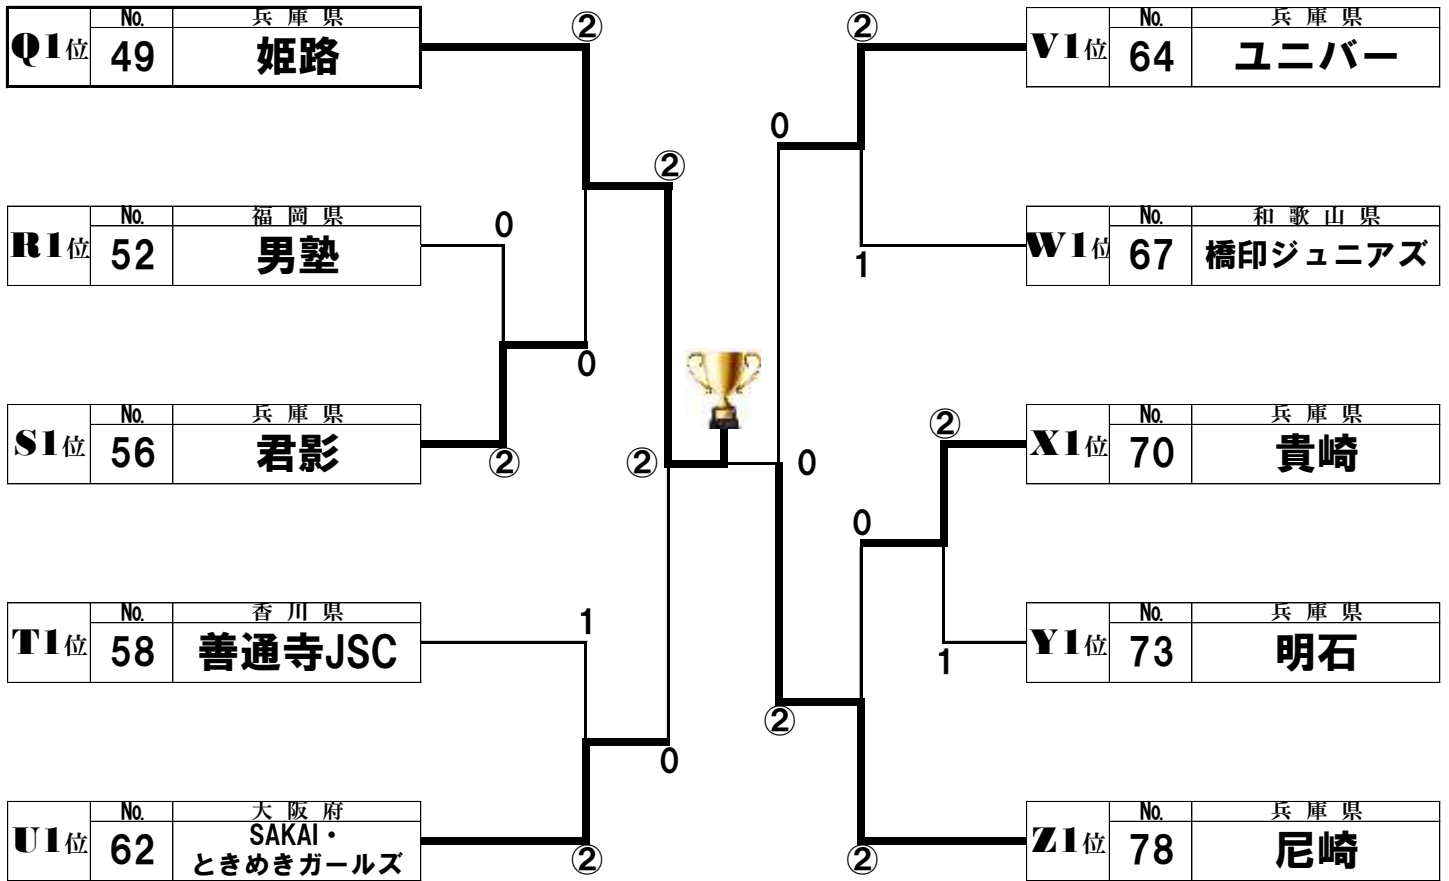 Q1位 No. 49 兵庫県
姫路
R1位 No. 52 福岡県
男塾
S1位 No. 56 兵庫県
君影
T1位 No. 58 香川県
善通寺JSC
U1位 No. 62 大阪府
SAKAI・
ときめきガールズ
②
0
②
0
②
0
②
1
②
0
②
0
1
0
②
②
0
1
②
0
V1位 No. 64 兵庫県
ユニバー
W1位 No. 67 和歌山県
橋印ジュニアズ
X1位 No. 70 兵庫県
貴崎
Y1位 No. 73 兵庫県
明石
Z1位 No. 78 兵庫県
尼崎